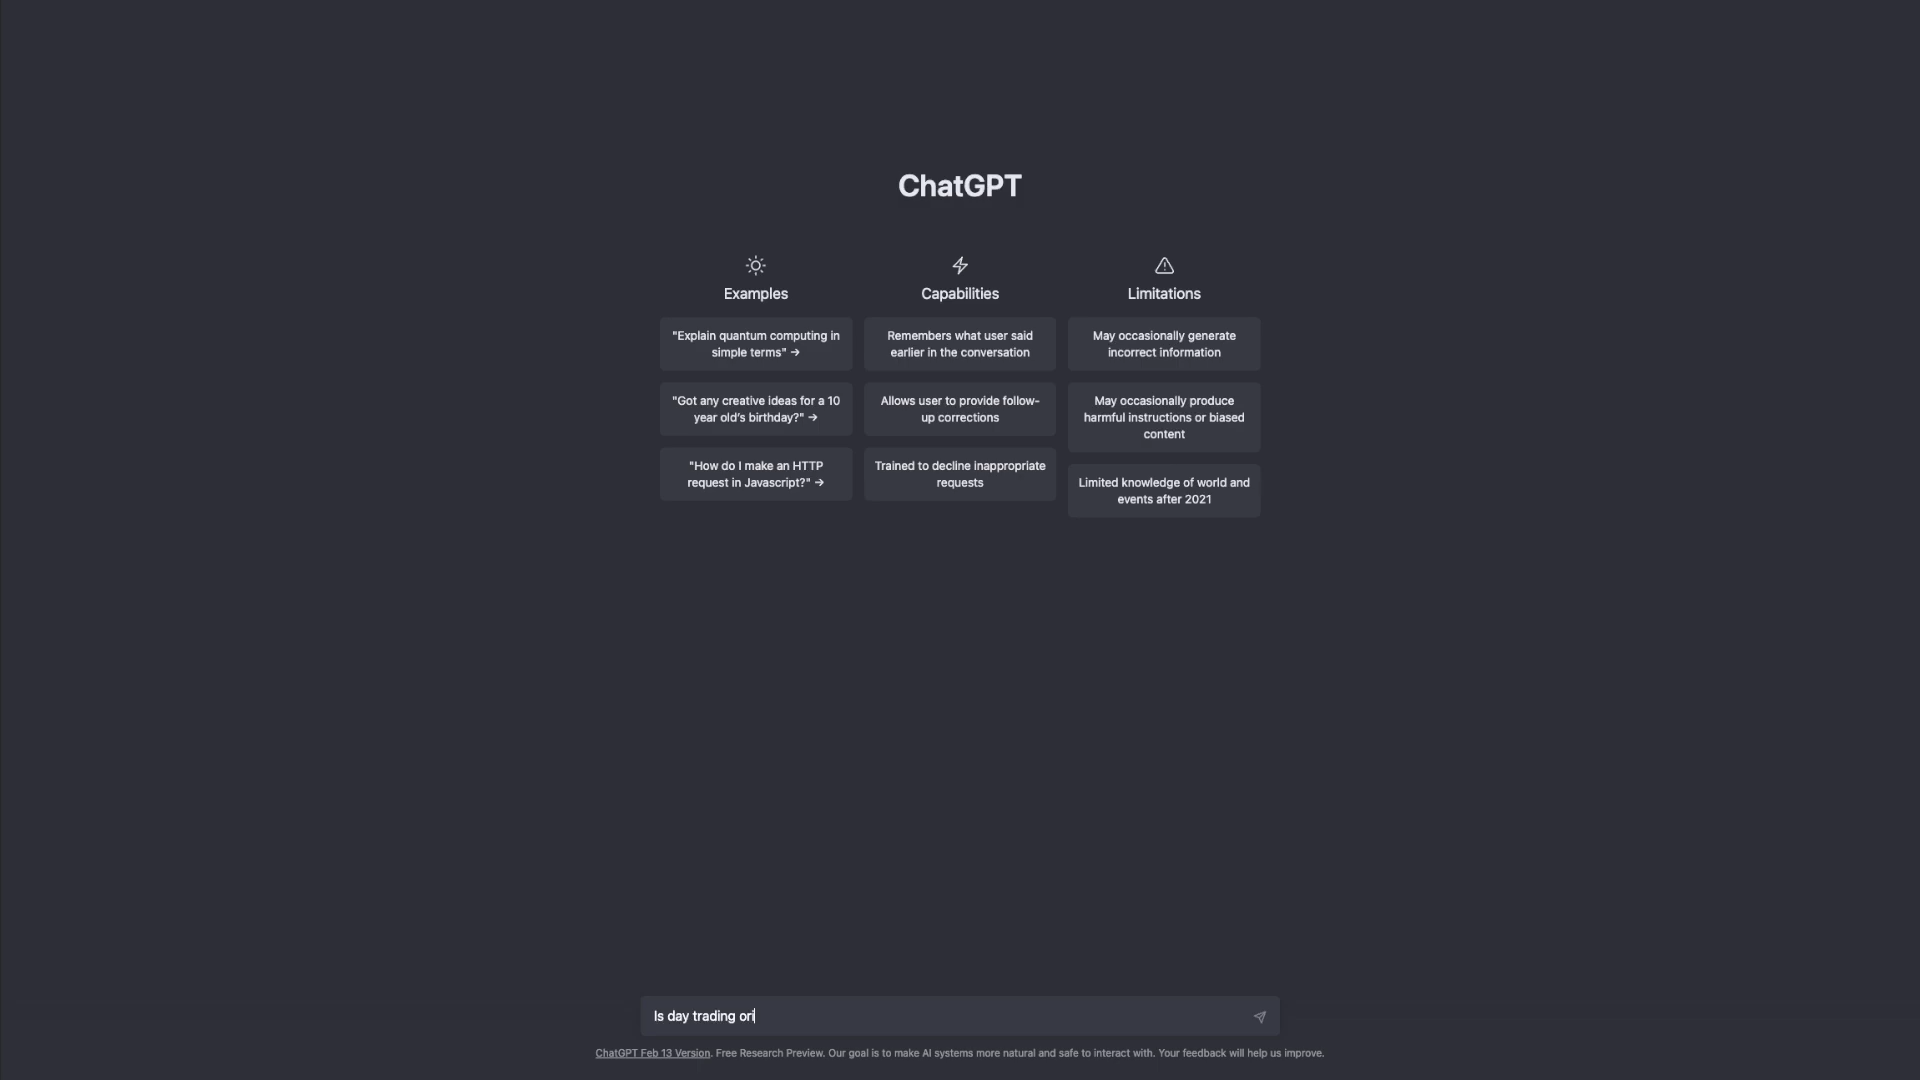 ChatGPT
Examples
"Explain quantum computing in
simple terms" →
"Got any creative ideas for a 10
year old's birthday?" →
"How do I make an HTTP
request in Javascript?" →
Capabilities
Remembers what user said
earlier in the conversation
Allows user to provide follow-
up corrections
Trained to decline inappropriate
requests
Limitations
May occasionally generate
incorrect information
May occasionally produce
harmful instructions or biased
content
Limited knowledge of world and
events after 2021
Is day trading ori
ChatGPT Feb 13 Version. Free Research Preview. Our goal is to make AI systems more natural and safe to interact with. Your feedback will help us improve.